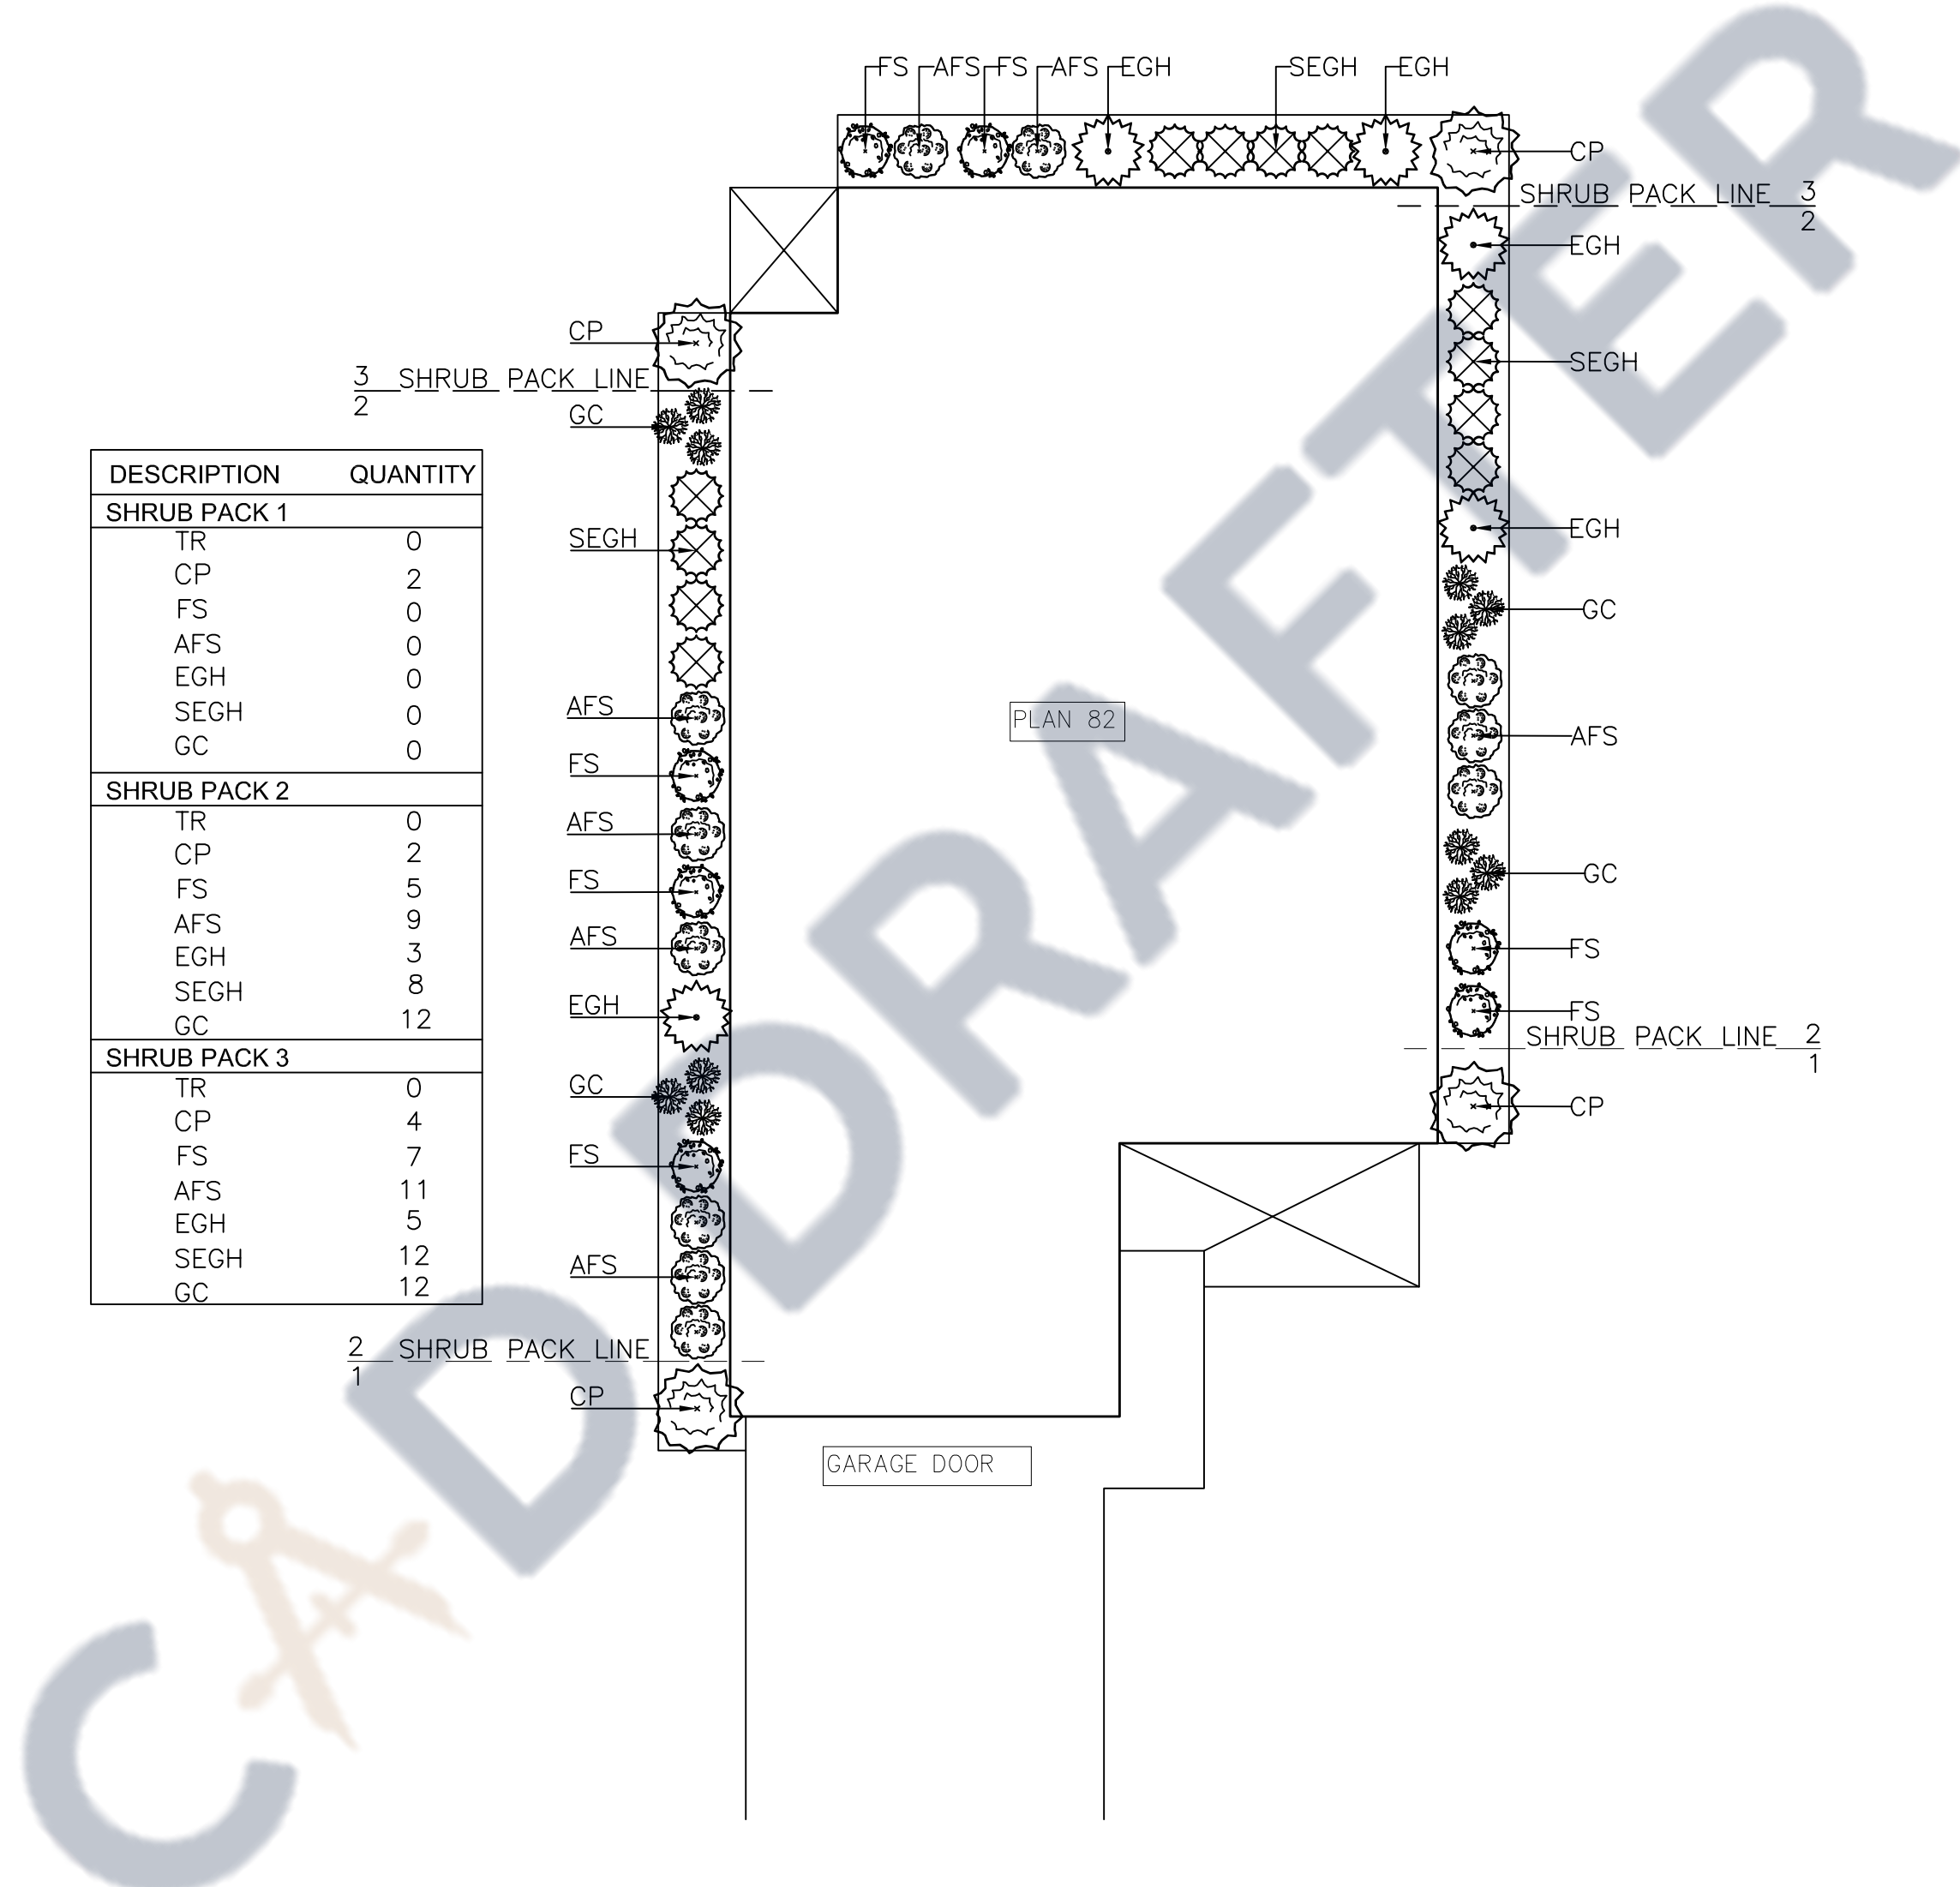 FS AFS FS AFS EGH SEGH EGH
CP
SHRUB PACK LINE 3
2
EGH
SEGH
EGH
GC
AFS
GC
FS
FS
SHRUB PACK LINE 2
1
CP
CP
3 SHRUB PACK LINE
2
GC
SEGH
AFS
FS
AFS
FS
AFS
EGH
GC
FS
AFS
2 SHRUB PACK LINE
1
CP
DESCRIPTION QUANTITY
SHRUB PACK 1
TR 0
CP 2
FS 0
AFS 0
EGH 0
SEGH 0
GC 0
SHRUB PACK 2
TR 0
CP 2
FS 5
AFS 9
EGH 3
SEGH 8
GC 12
SHRUB PACK 3
TR 0
CP 4
FS 7
AFS 11
EGH 5
SEGH 12
GC 12
PLAN 82
GARAGE DOOR
CAD DRAFTER